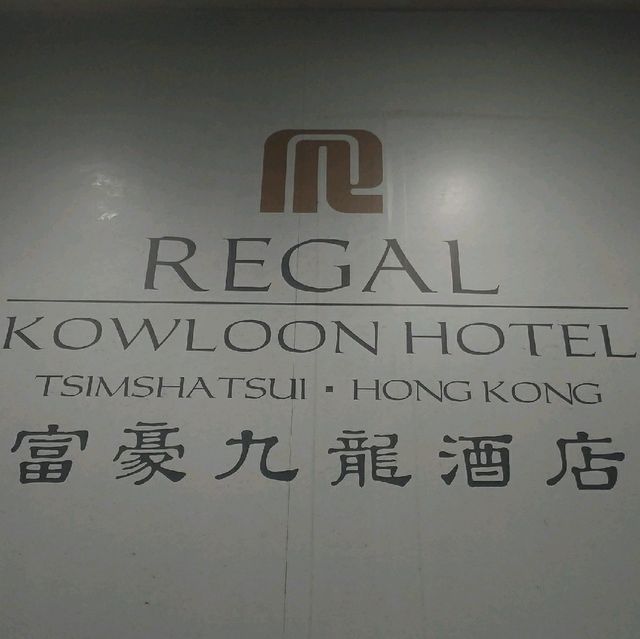 REGAL
KOWLOON HOTEL
TSIMSHATSUI · HONG KONG
富豪九龍酒店